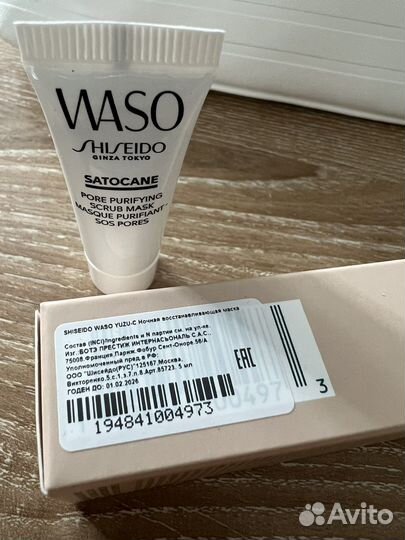 WASO
SHISEIDO
GINZA TOKYO
SATOCANE
PORE PURIFYING
SCRUB MASK
MASQUE PURIFIANT
SOS PORES
SHISEIDO WASO YUZU-C Ночная восстанавливающая маска
Состав (INCI)/Ingredients и N партии см. на уп-ке
Изг. БОТЭ ПРЕСТИЖ ИНТЕРНАСЬОНАЛЬ С.А.С.,
75008 Франция,Париж,Фобур Сент-Оноре,56/А
Уполномоченный пред.в РФ:
ООО "Шисейдо(РУС)"125167,Москва,
Викторенко,5,с.1,э.7,п.8,Арт.85723. 5 мл
ГОДЕН ДО: 01.02.2026
EAC
194841004973
00497
3
Avito